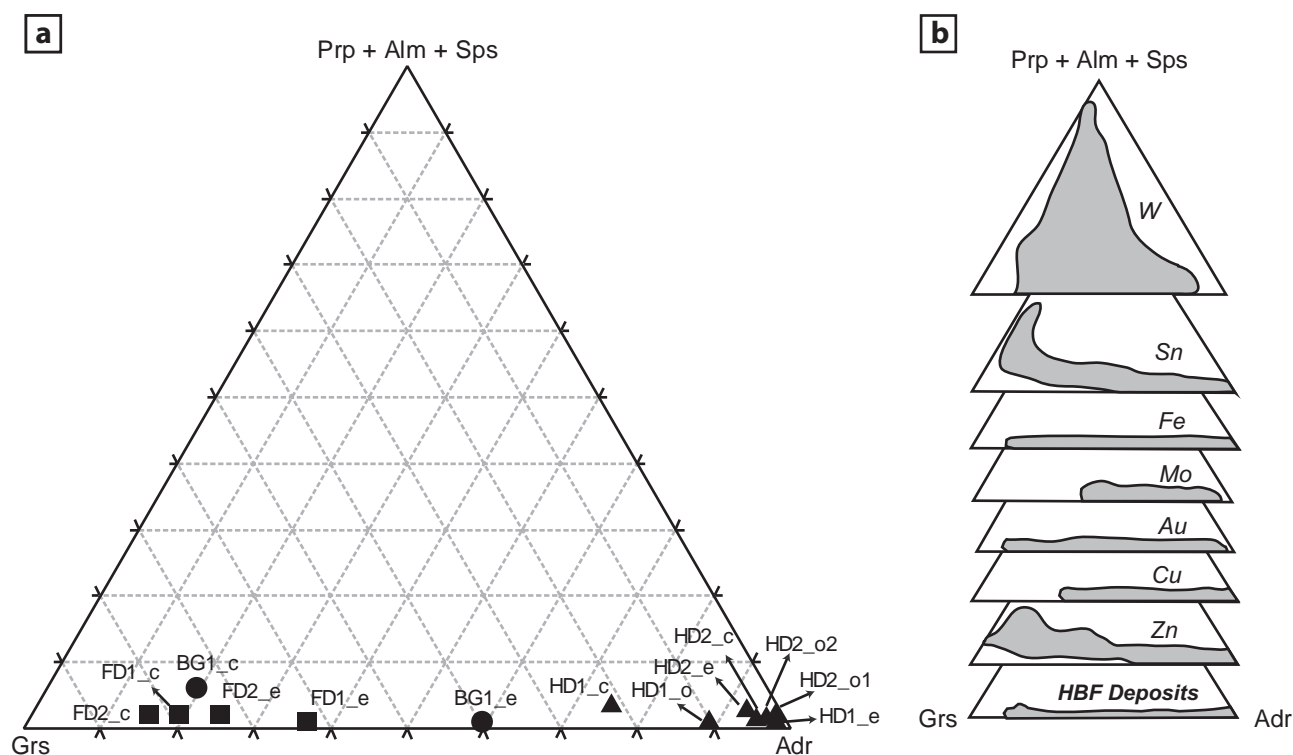 a
Prp + Alm + Sps
HD2_c
HD2_o2
HD2_e
HD2_o1
FD1_c
BG1_c
FD2_e
FD1_e
BG1_e
HD1_c
HD1_o
HD1_e
FD2_c
Grs
Adr
b
Prp + Alm + Sps
W
Sn
Fe
Mo
Au
Cu
Zn
HBF Deposits
Grs
Adr